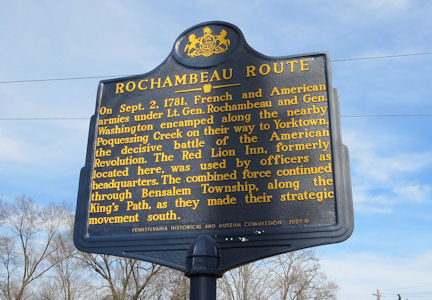 ROCHAMBEAU ROUTE
On Sept. 2, 1781, French and American
armies under Lt. Gen. Rochambeau and Gen.
Washington encamped along the nearby
Poquessing Creek on their way to Yorktown,
the decisive battle of the American
Revolution. The Red Lion Inn, formerly
located here, was used by officers as
headquarters. The combined force continued
through Bensalem Township, along the
King's Path, as they made their strategic
movement south.
PENNSYLVANIA HISTORICAL AND MUSEUM COMMISSION 2007 ©